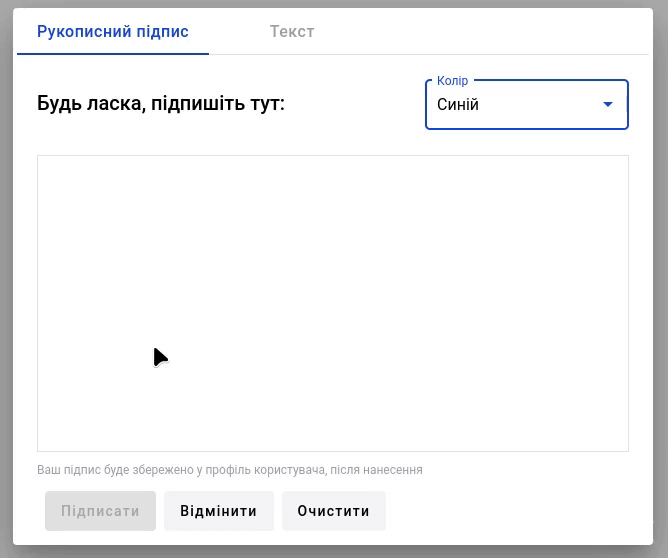 Рукописний підпис Текст
Колір
Будь ласка, підпишіть тут: Синій
Ваш підпис буде збережено у профіль користувача, після нанесення
Підписати Відмінити Очистити